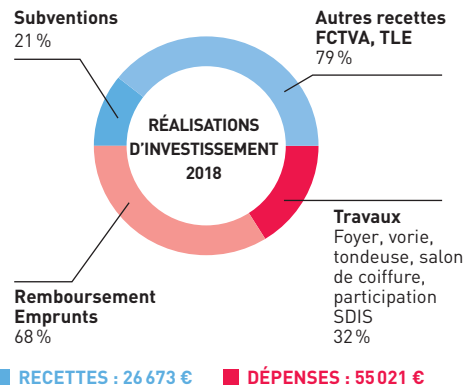 Subventions
21 %
Autres recettes
FCTVA, TLE
79 %
RÉALISATIONS
D'INVESTISSEMENT
2018
Travaux
Foyer, vorie,
tondeuse, salon
de coiffure,
participation
SDIS
32 %
Remboursement
Emprunts
68 %
RECETTES : 26 673 €
DÉPENSES : 55 021 €